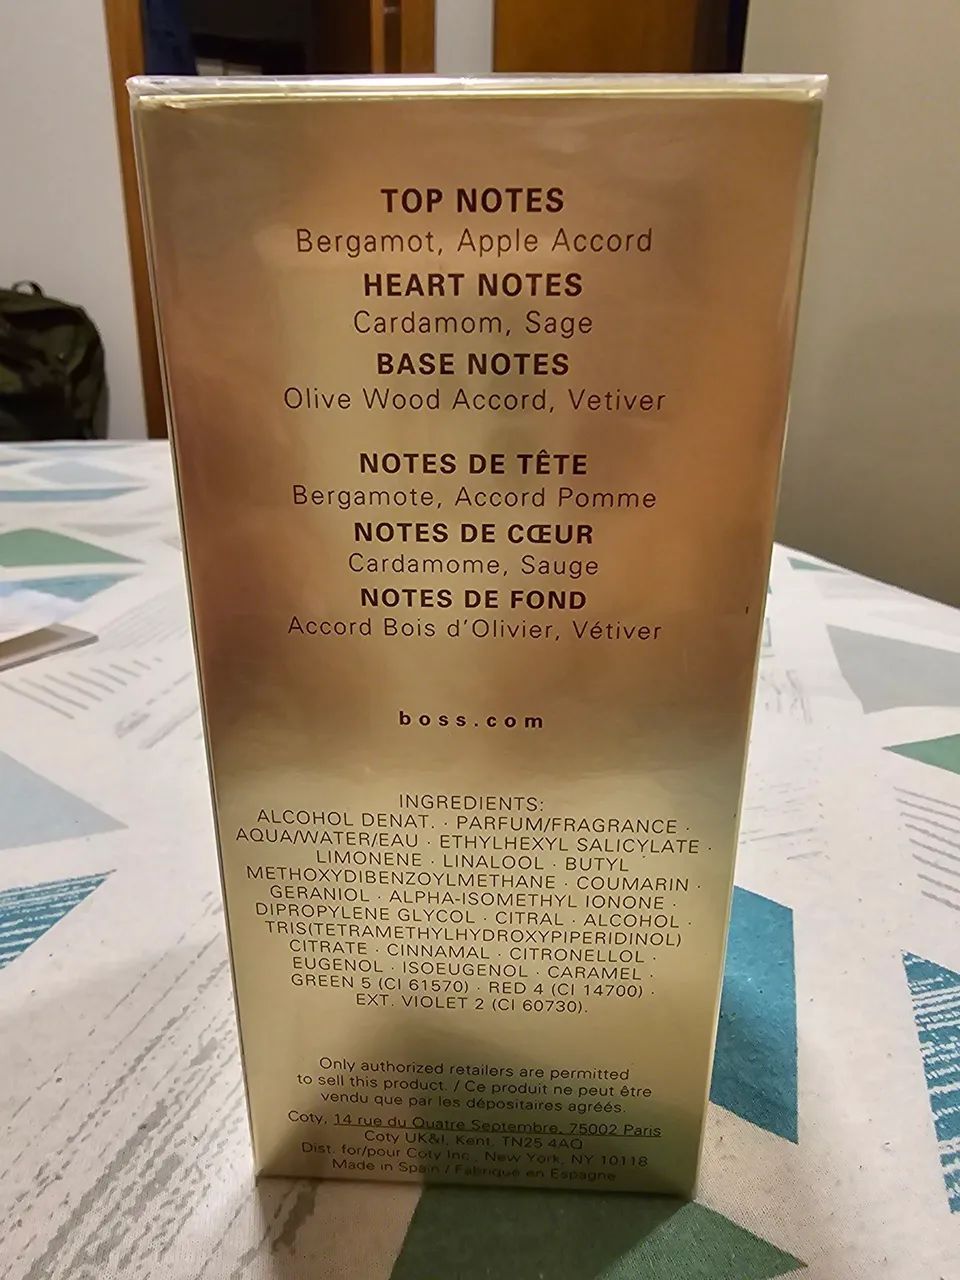 TOP NOTES
Bergamot, Apple Accord
HEART NOTES
Cardamom, Sage
BASE NOTES
Olive Wood Accord, Vetiver
NOTES DE TÊTE
Bergamote, Accord Pomme
NOTES DE CŒUR
Cardamome, Sauge
NOTES DE FOND
Accord Bois d'Olivier, Vétiver
boss.com
INGREDIENTS:
ALCOHOL DENAT. · PARFUM/FRAGRANCE ·
AQUA/WATER/EAU · ETHYLHEXYL SALICYLATE ·
LIMONENE · LINALOOL · BUTYL
METHOXYDIBENZOYLMETHANE · COUMARIN ·
GERANIOL · ALPHA-ISOMETHYL IONONE ·
DIPROPYLENE GLYCOL · CITRAL · ALCOHOL ·
TRIS(TETRAMETHYLHYDROXYPIPERIDINOL)
CITRATE · CINNAMAL · CITRONELLOL ·
EUGENOL · ISOEUGENOL · CARAMEL ·
GREEN 5 (CI 61570) · RED 4 (CI 14700) ·
EXT. VIOLET 2 (CI 60730).
Only authorized retailers are permitted
to sell this product. / Ce produit ne peut être
vendu que par les dépositaires agréés.
Coty, 14 rue du Quatre Septembre, 75002 Paris
Coty UK&I, Kent, TN25 4AQ
Dist. for/pour Coty Inc., New York, NY 10118
Made in Spain / Fabriqué en Espagne